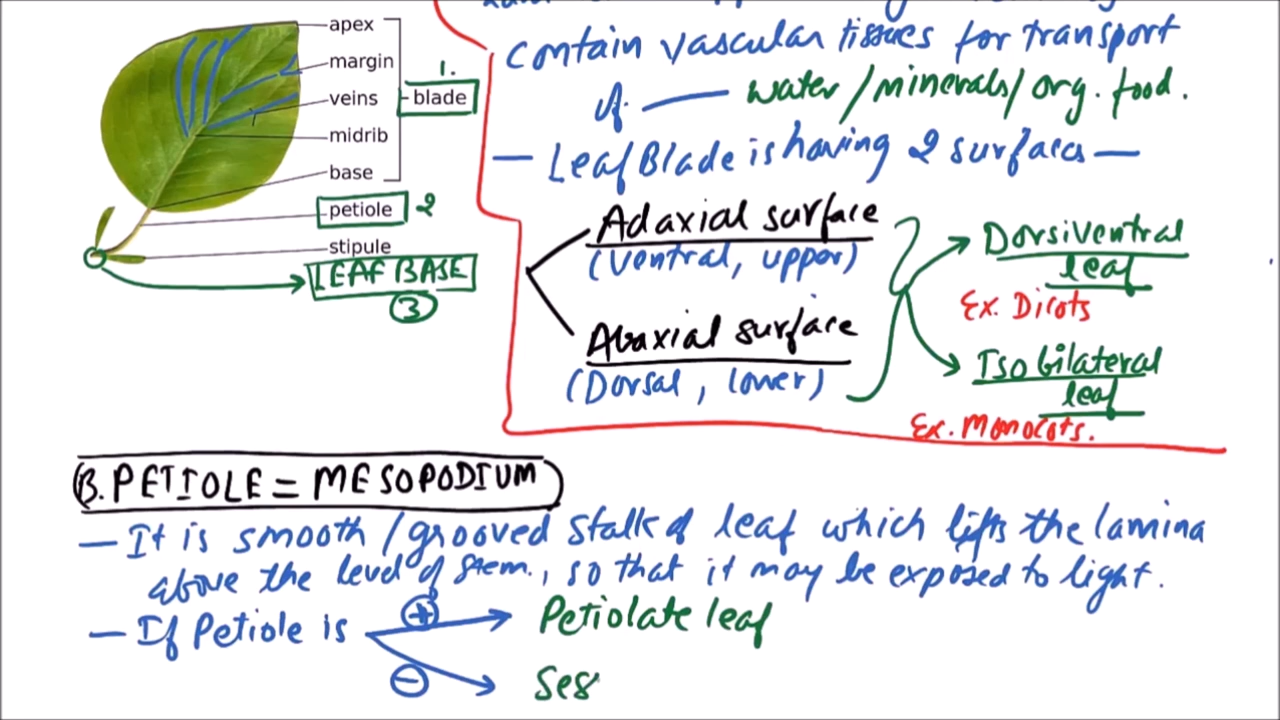 apex
margin
veins
midrib
base
petiole 2
stipule
1.
blade
LEAF BASE
3
contain vascular tissues for transport
of — water/minerals/org. food.
— Leaf Blade is having 2 surfaces —
Adaxial surface
(Ventral, upper)
Abaxial surface
(Dorsal, lower)
Dorsiventral
leaf
Ex. Dicots
Isobilateral
leaf
Ex. Monocots.
B. PETIOLE = MESOPODIUM
— It is smooth/grooved stalk of leaf which lifts the lamina
above the level of stem., so that it may be exposed to light.
— If Petiole is
+ Petiolate leaf
− Ses